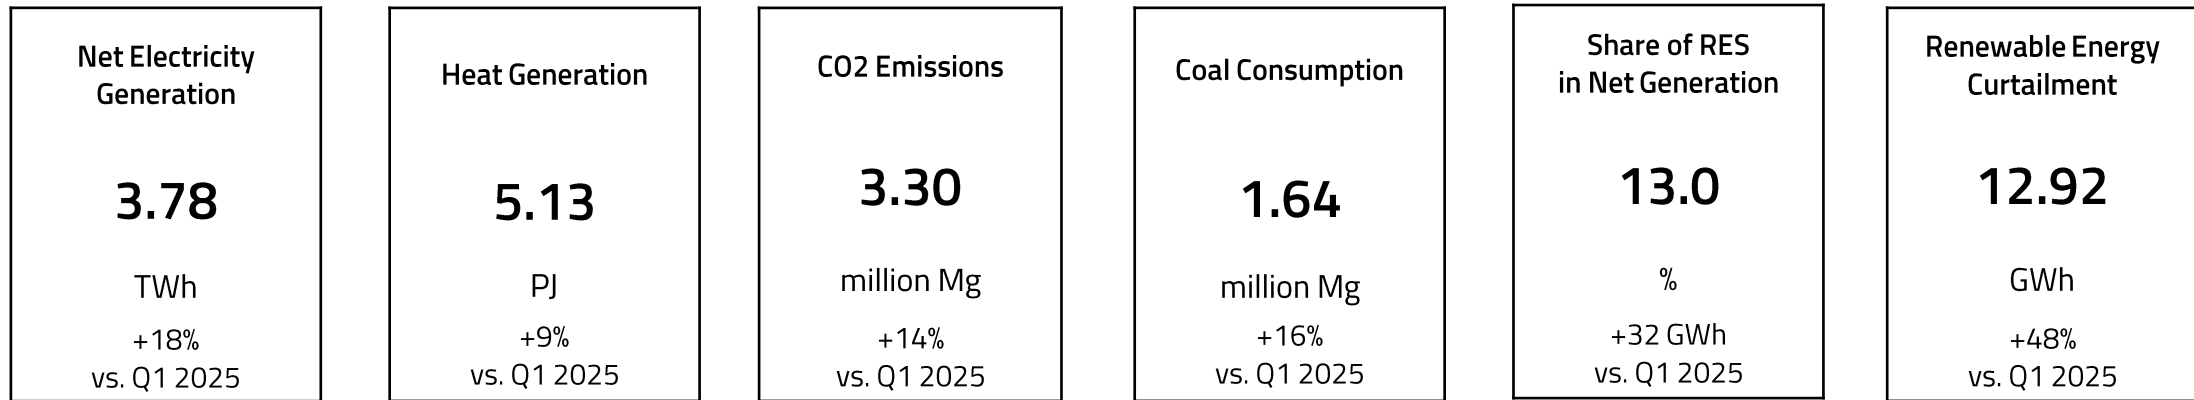 Net Electricity
Generation
3.78
TWh
+18%
vs. Q1 2025
Heat Generation
5.13
PJ
+9%
vs. Q1 2025
CO2 Emissions
3.30
million Mg
+14%
vs. Q1 2025
Coal Consumption
1.64
million Mg
+16%
vs. Q1 2025
Share of RES
in Net Generation
13.0
%
+32 GWh
vs. Q1 2025
Renewable Energy
Curtailment
12.92
GWh
+48%
vs. Q1 2025